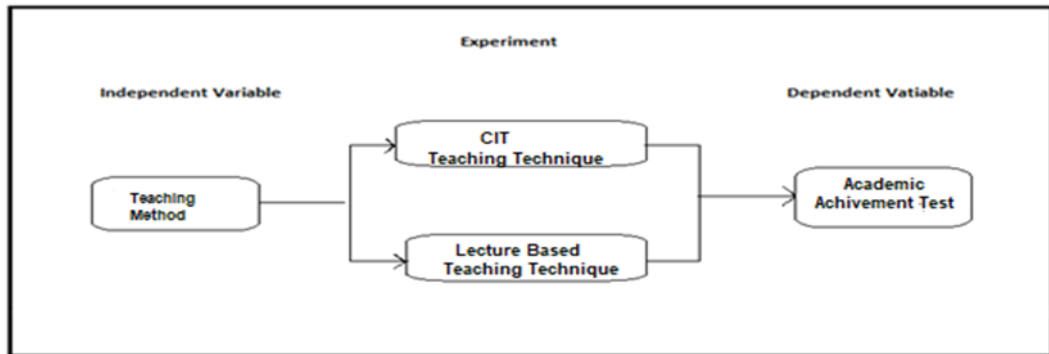 Experiment
Independent Variable
Dependent Vatiable
CIT
Teaching Technique
Teaching
Method
Academic
Achivement Test
Lecture Based
Teaching Technique